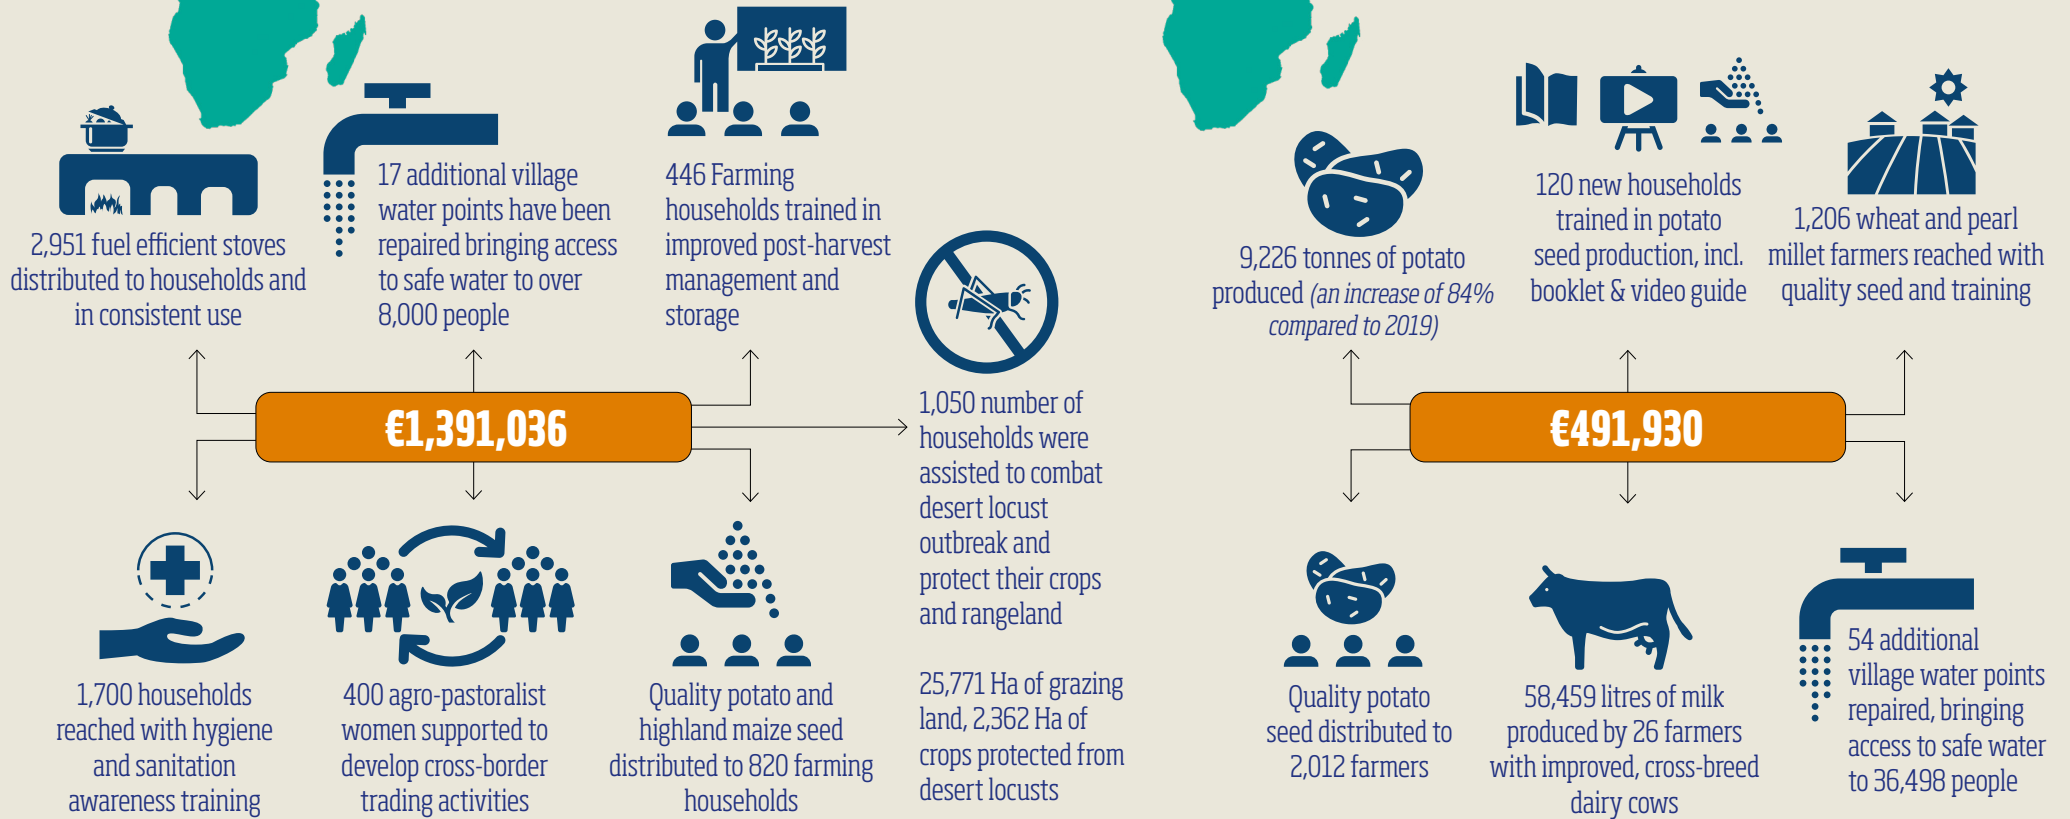 2,951 fuel efficient stoves
distributed to households and
in consistent use
17 additional village
water points have been
repaired bringing access
to safe water to over
8,000 people
446 Farming
households trained in
improved post-harvest
management and
storage
€1,391,036
1,050 number of
households were
assisted to combat
desert locust
outbreak and
protect their crops
and rangeland
25,771 Ha of grazing
land, 2,362 Ha of
crops protected from
desert locusts
1,700 households
reached with hygiene
and sanitation
awareness training
400 agro-pastoralist
women supported to
develop cross-border
trading activities
Quality potato and
highland maize seed
distributed to 820 farming
households
9,226 tonnes of potato
produced (an increase of 84%
compared to 2019)
120 new households
trained in potato
seed production, incl.
booklet & video guide
1,206 wheat and pearl
millet farmers reached with
quality seed and training
€491,930
Quality potato
seed distributed to
2,012 farmers
58,459 litres of milk
produced by 26 farmers
with improved, cross-breed
dairy cows
54 additional
village water points
repaired, bringing
access to safe water
to 36,498 people